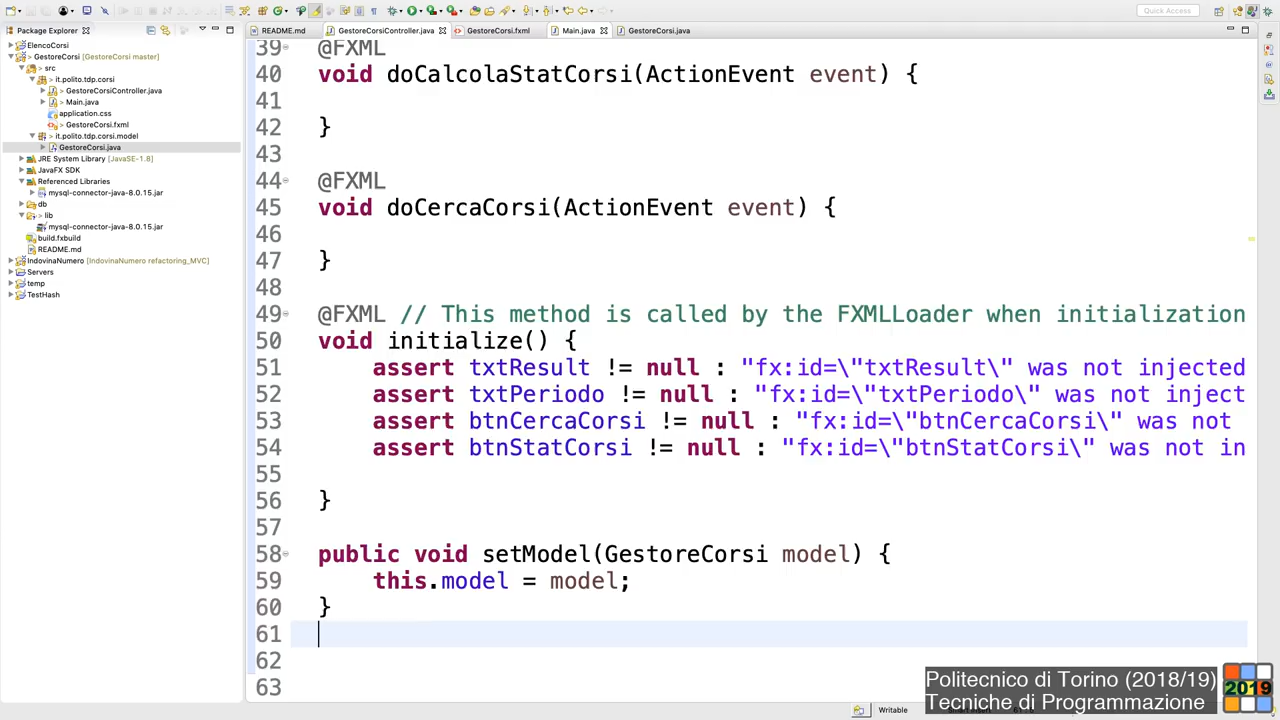 Quick Access
Package Explorer
README.md
GestoreCorsiController.java
GestoreCorsi.fxml
Main.java
GestoreCorsi.java
ElencoCorsi
> GestoreCorsi [GestoreCorsi master]
> src
> it.polito.tdp.corsi
> GestoreCorsiController.java
> Main.java
application.css
> GestoreCorsi.fxml
> it.polito.tdp.corsi.model
GestoreCorsi.java
JRE System Library [JavaSE-1.8]
JavaFX SDK
Referenced Libraries
mysql-connector-java-8.0.15.jar
db
> lib
mysql-connector-java-8.0.15.jar
build.fxbuild
README.md
IndovinaNumero [IndovinaNumero refactoring_MVC]
Servers
temp
TestHash
39 @FXML
40 void doCalcolaStatCorsi(ActionEvent event) {
41
42 }
43
44 @FXML
45 void doCercaCorsi(ActionEvent event) {
46
47 }
48
49 @FXML // This method is called by the FXMLLoader when initialization
50 void initialize() {
51 assert txtResult != null : "fx:id=\"txtResult\" was not injected
52 assert txtPeriodo != null : "fx:id=\"txtPeriodo\" was not inject
53 assert btnCercaCorsi != null : "fx:id=\"btnCercaCorsi\" was not
54 assert btnStatCorsi != null : "fx:id=\"btnStatCorsi\" was not in
55
56 }
57
58 public void setModel(GestoreCorsi model) {
59 this.model = model;
60 }
61
62
63
Politecnico di Torino (2018/19)
Tecniche di Programmazione
2019
Writable